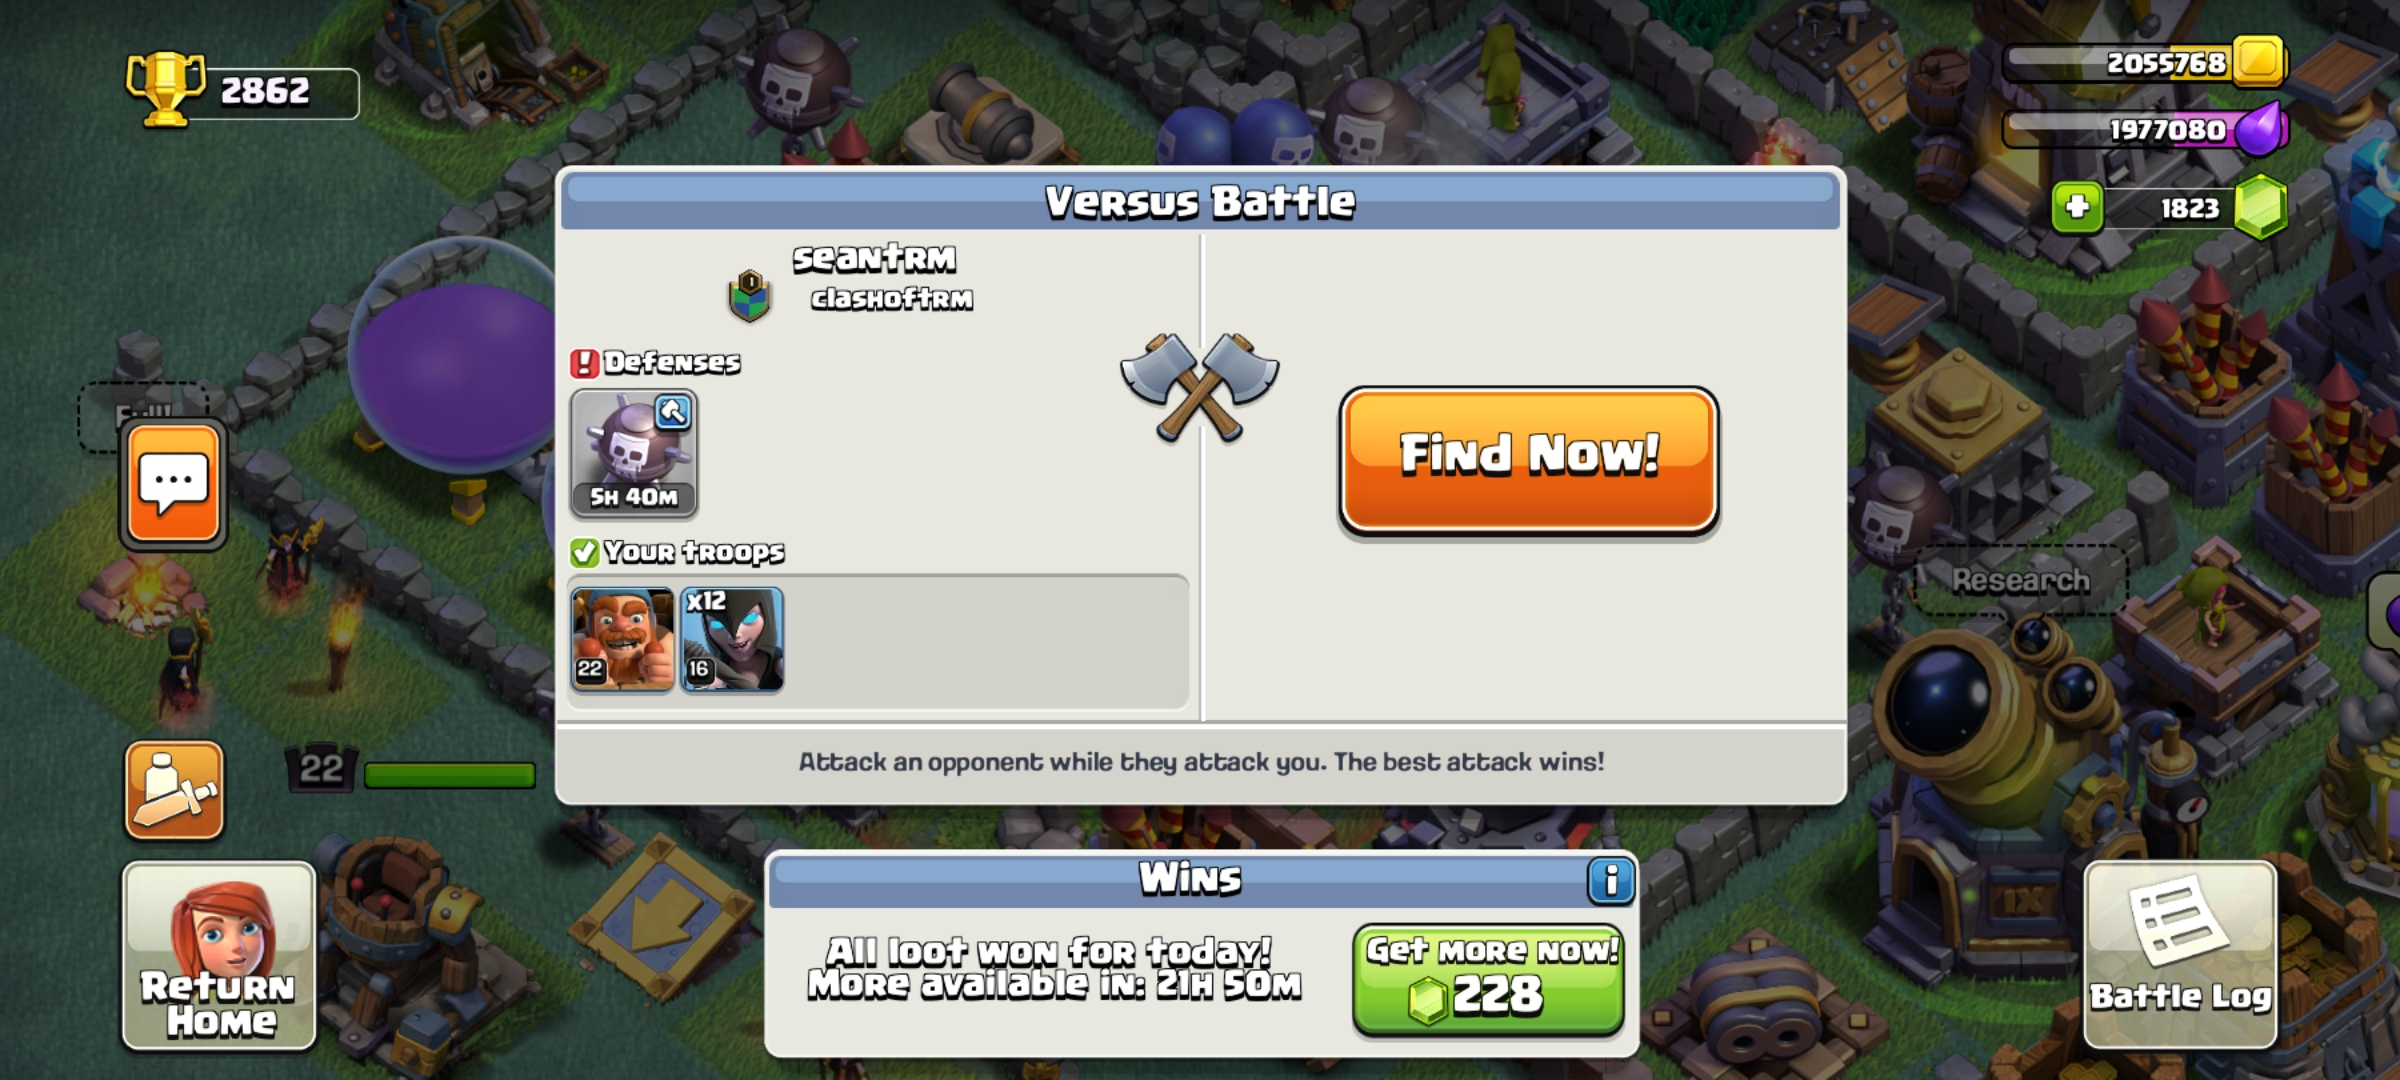 2862
2055768
1977080
1823
Versus Battle
seantrm
clashoftrm
Defenses
5H 40M
Find Now!
Your troops
22
x12
16
Attack an opponent while they attack you. The best attack wins!
Full!
Research
22
Return
Home
Wins
i
All loot won for today!
More available in: 21H 50M
Get more now!
228
IX
Battle Log